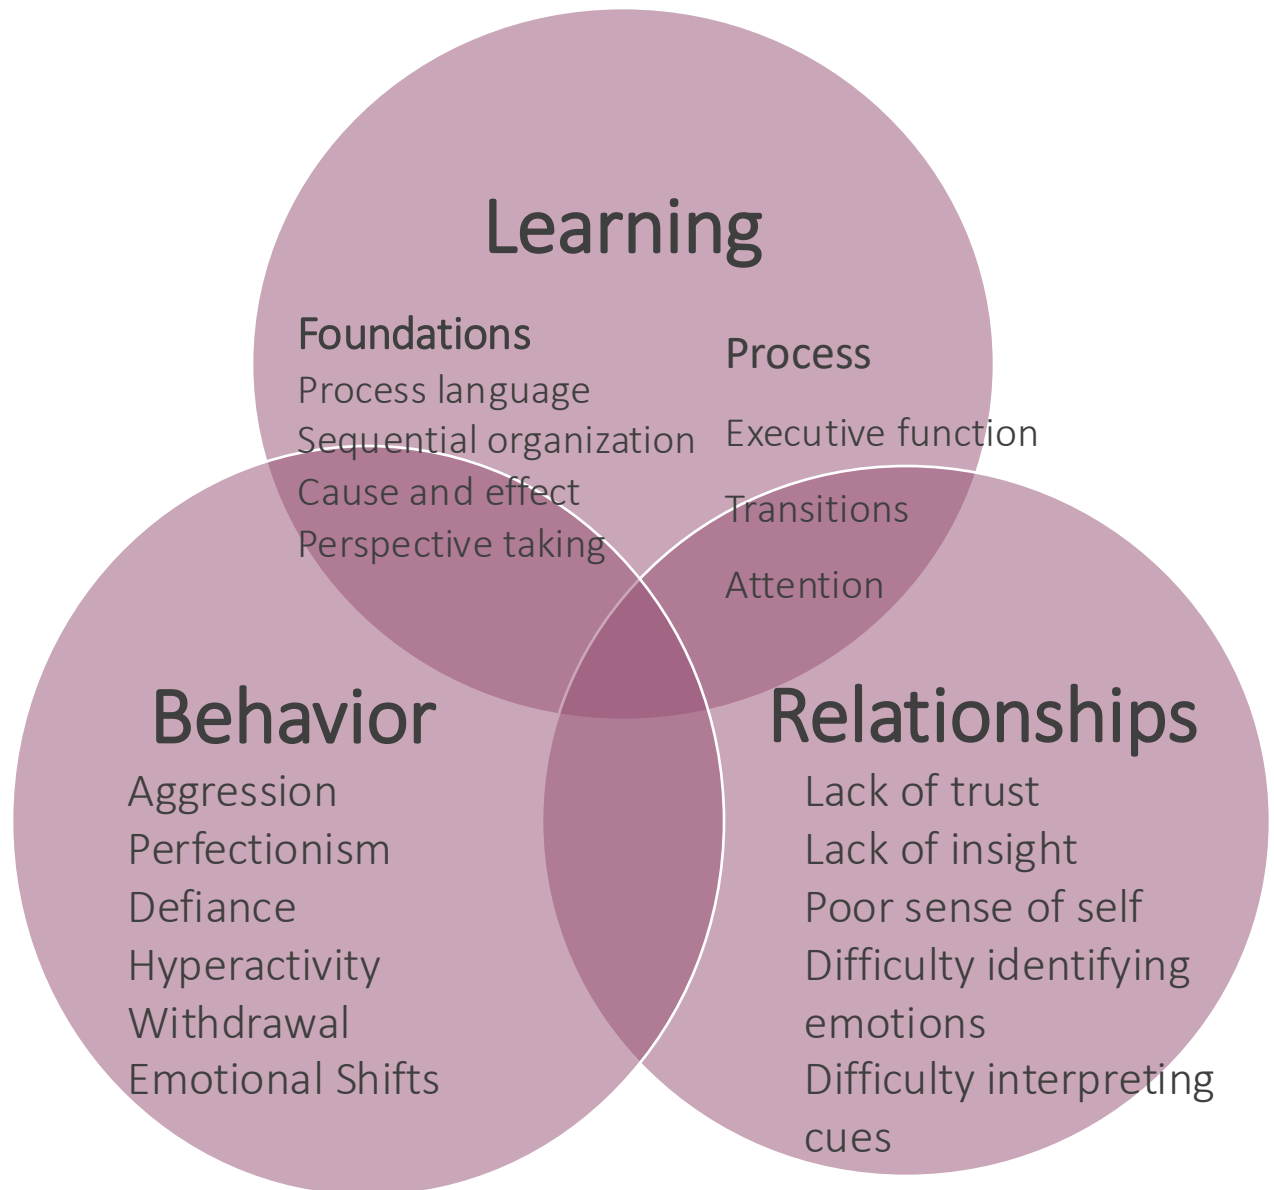 Learning
Foundations
Process language
Sequential organization
Cause and effect
Perspective taking
Process
Executive function
Transitions
Attention
Behavior
Aggression
Perfectionism
Defiance
Hyperactivity
Withdrawal
Emotional Shifts
Relationships
Lack of trust
Lack of insight
Poor sense of self
Difficulty identifying
emotions
Difficulty interpreting
cues